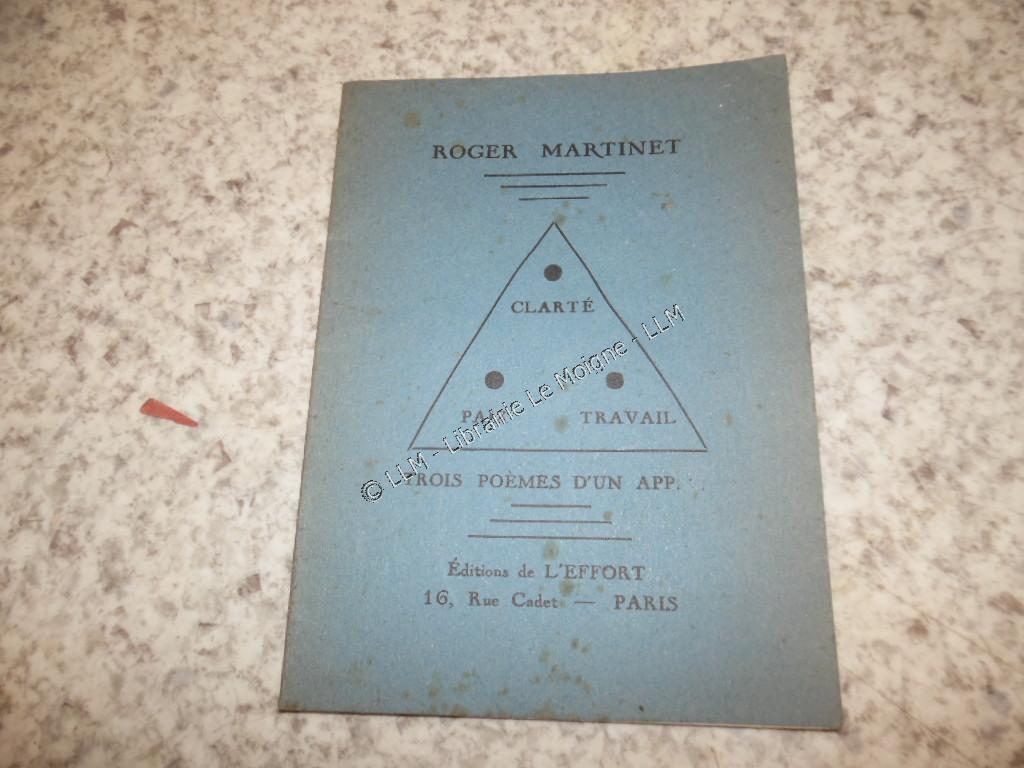 ROGER MARTINET
CLARTÉ
TRAVAIL
TROIS POÈMES D'UN APP∴
Éditions de L'EFFORT
16, Rue Cadet — PARIS
© LLM - Librairie Le Moigne - LLM